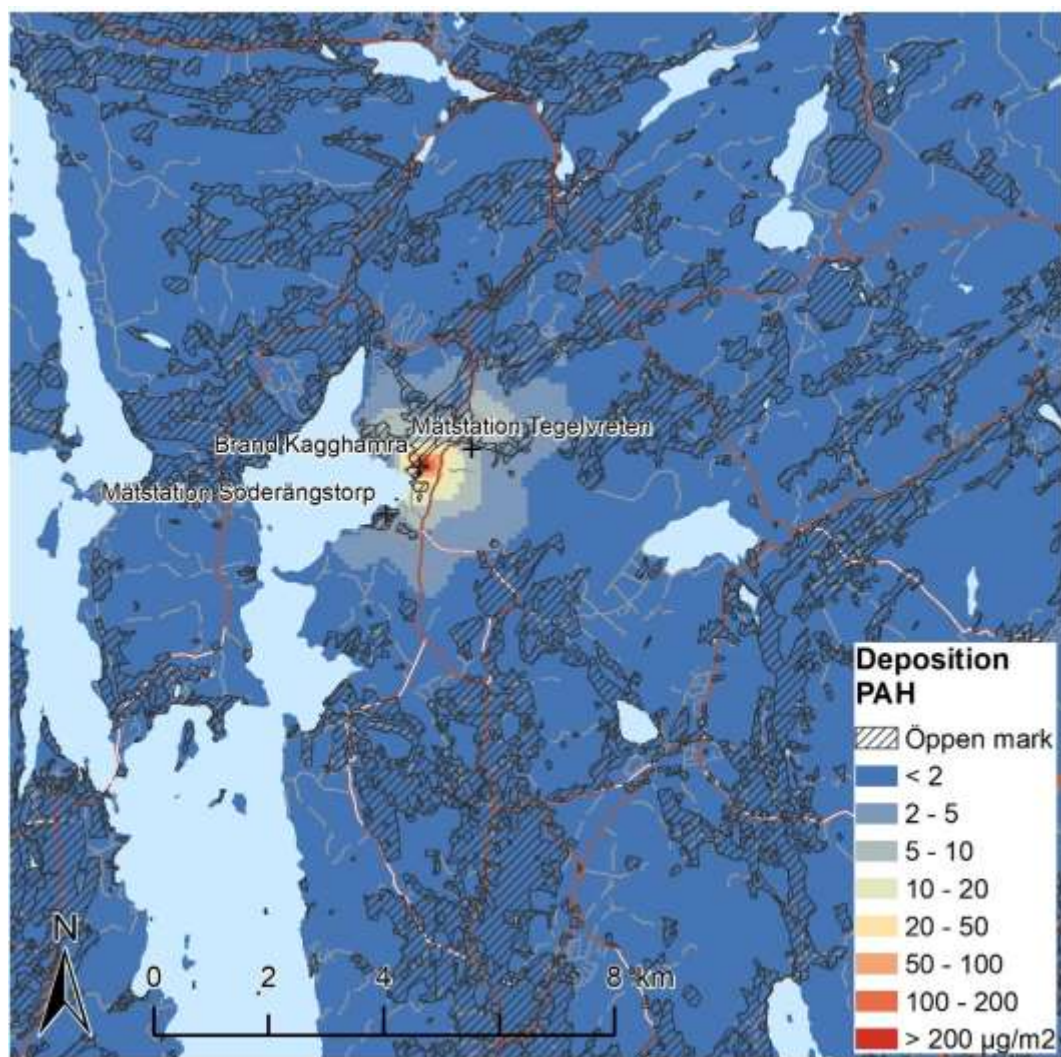 Mätstation Tegelvreten
Brand Kagghamra
Mätstation Söderängstorp
Deposition
PAH
Öppen mark
< 2
2 - 5
5 - 10
10 - 20
20 - 50
50 - 100
100 - 200
> 200 µg/m2
N
0 2 4 8 km